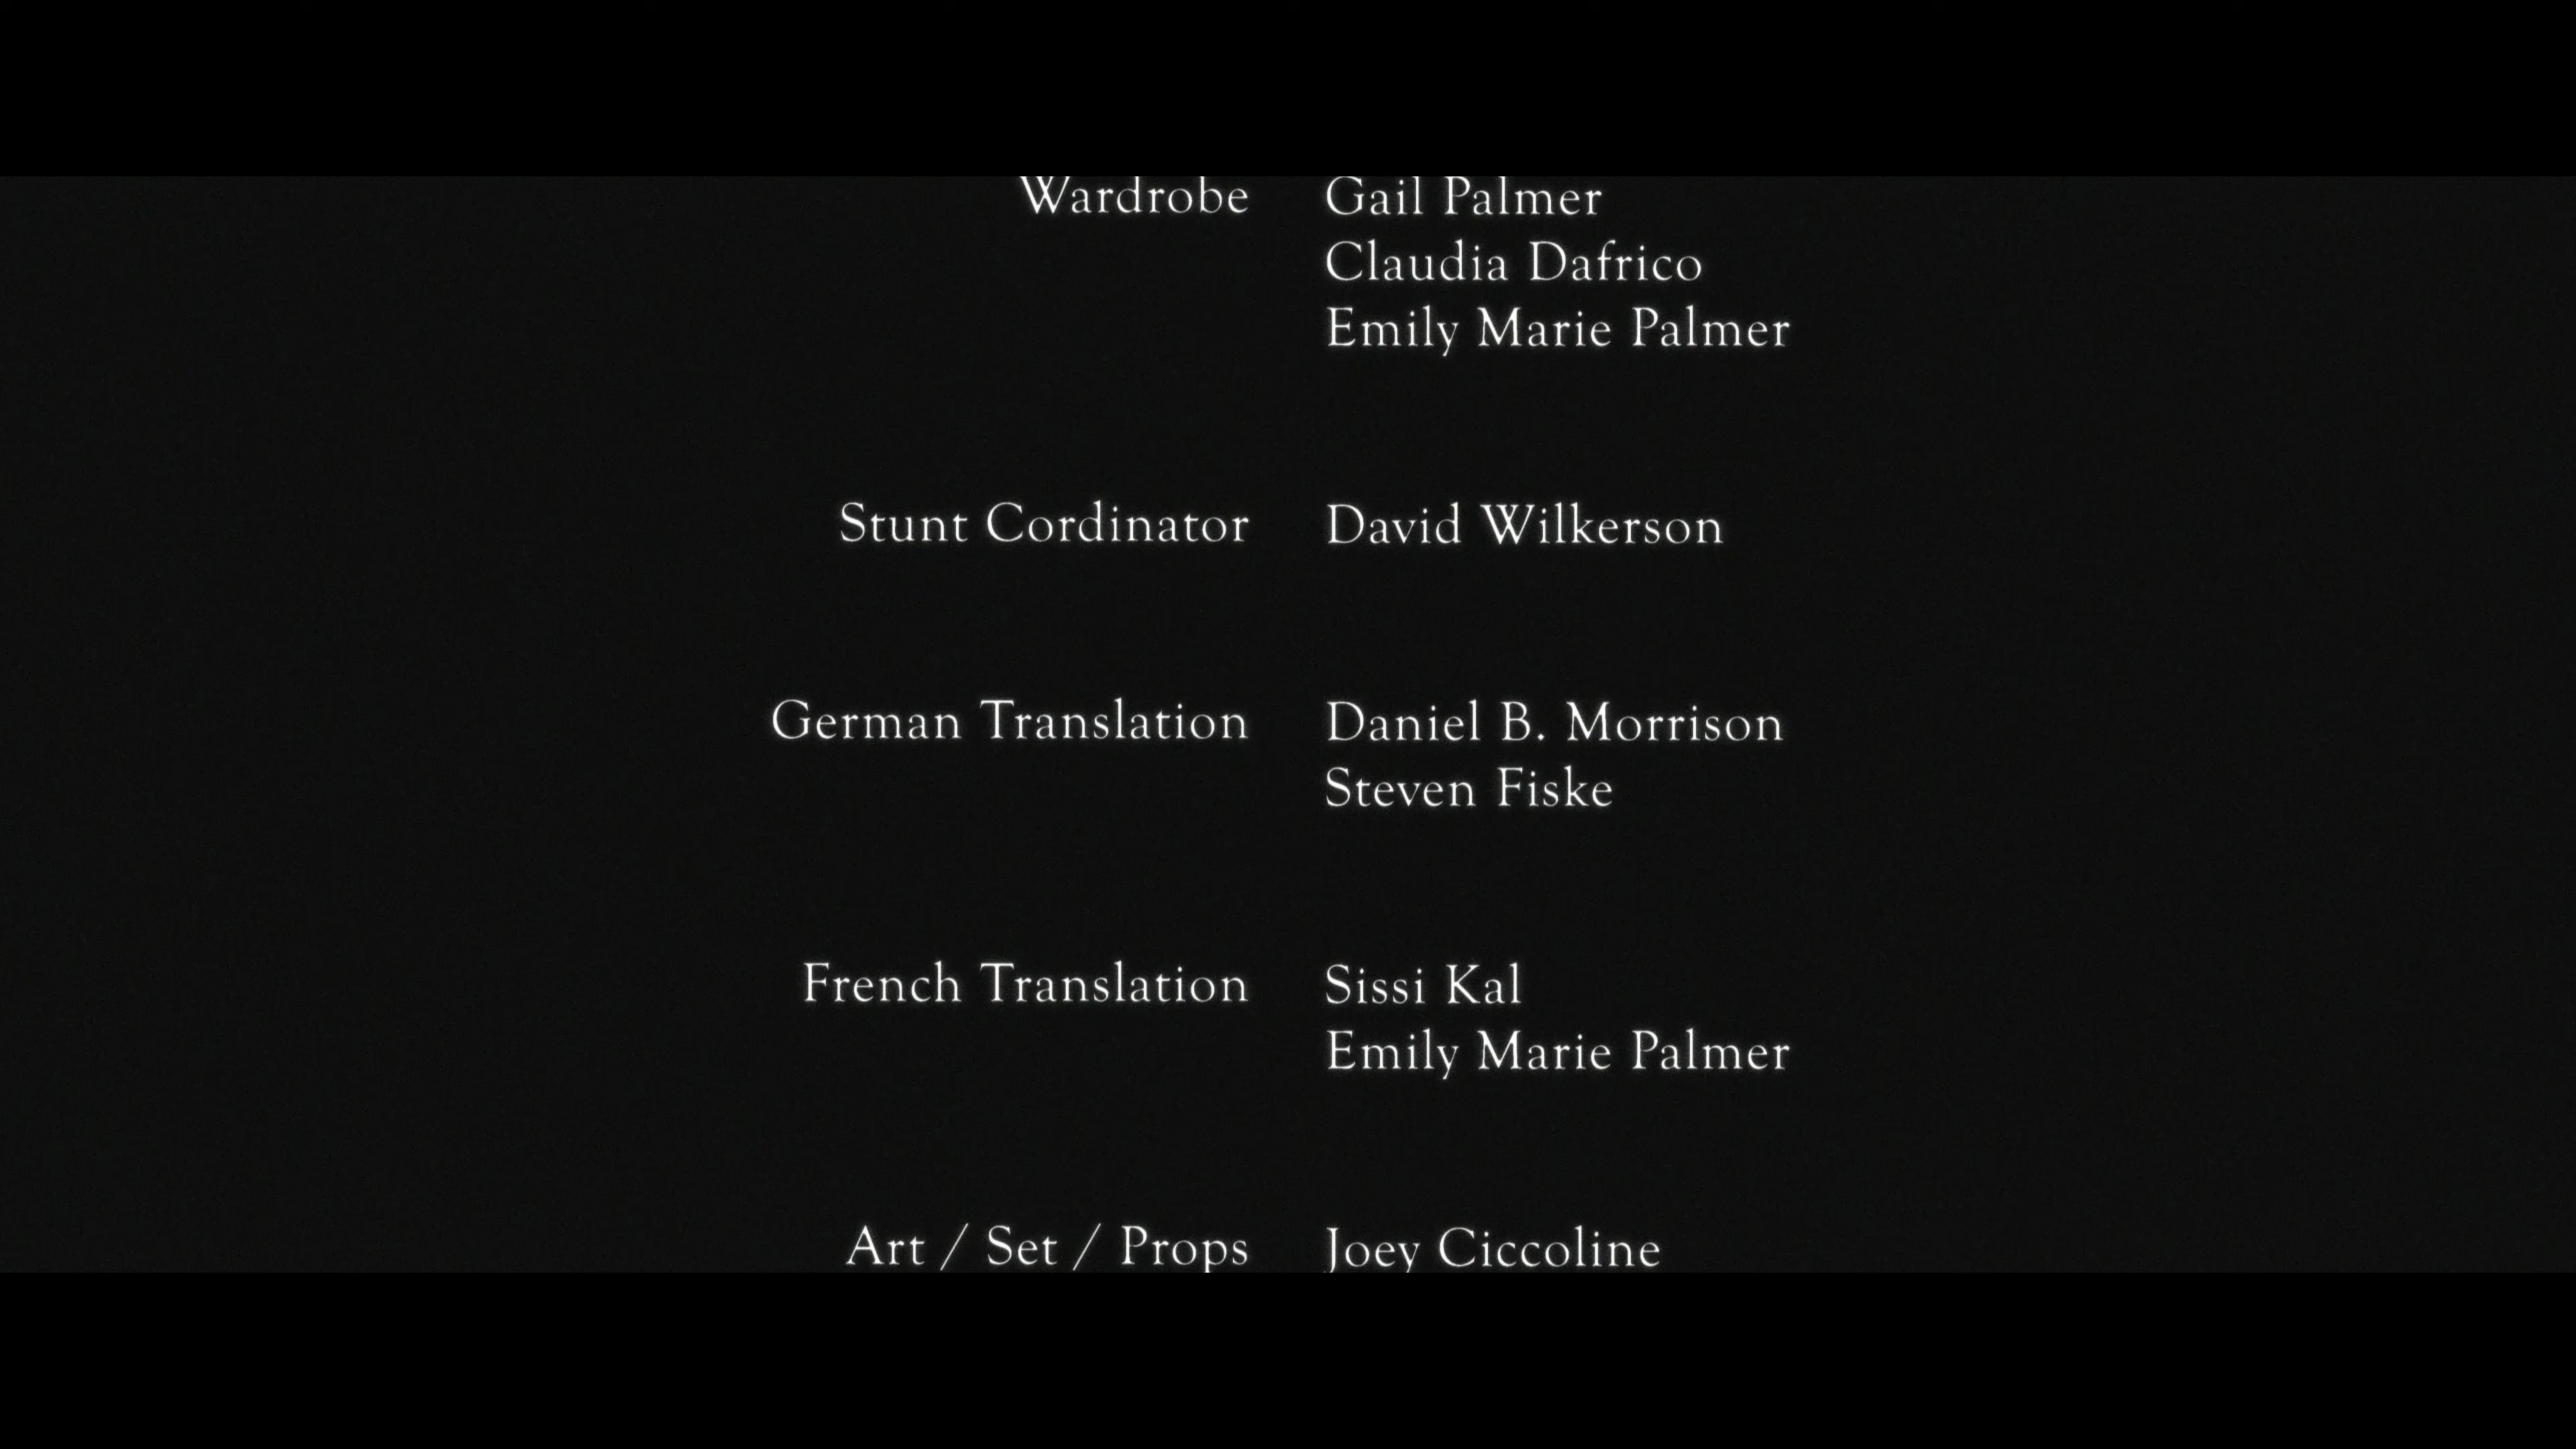 Wardrobe Gail Palmer
Claudia Dafrico
Emily Marie Palmer
Stunt Cordinator David Wilkerson
German Translation Daniel B. Morrison
Steven Fiske
French Translation Sissi Kal
Emily Marie Palmer
Art / Set / Props Joey Ciccoline